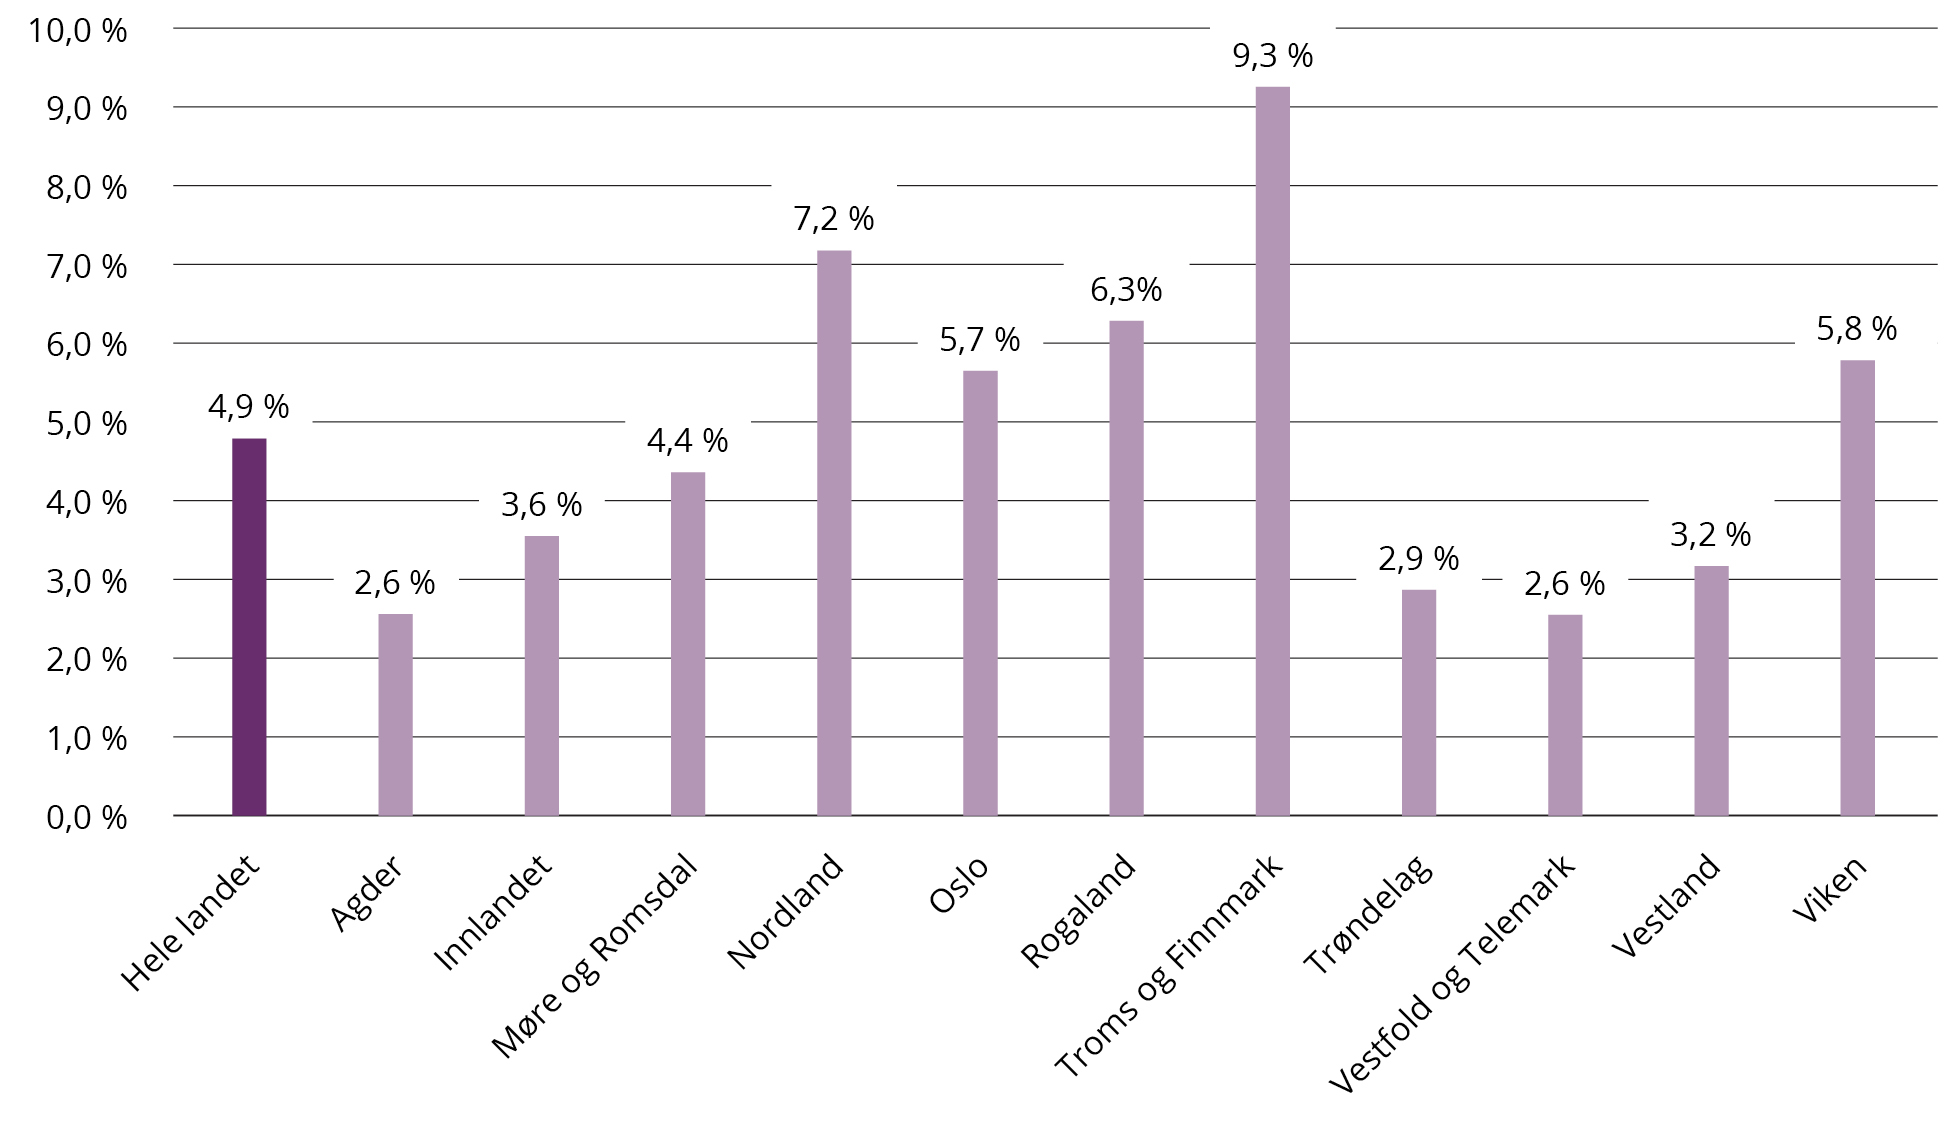 10,0 %
9,0 %
8,0 %
7,0 %
6,0 %
5,0 %
4,0 %
3,0 %
2,0 %
1,0 %
0,0 %
4,9 %
2,6 %
3,6 %
4,4 %
7,2 %
5,7 %
6,3%
9,3 %
2,9 %
2,6 %
3,2 %
5,8 %
Hele landet
Agder
Innlandet
Møre og Romsdal
Nordland
Oslo
Rogaland
Troms og Finnmark
Trøndelag
Vestfold og Telemark
Vestland
Viken